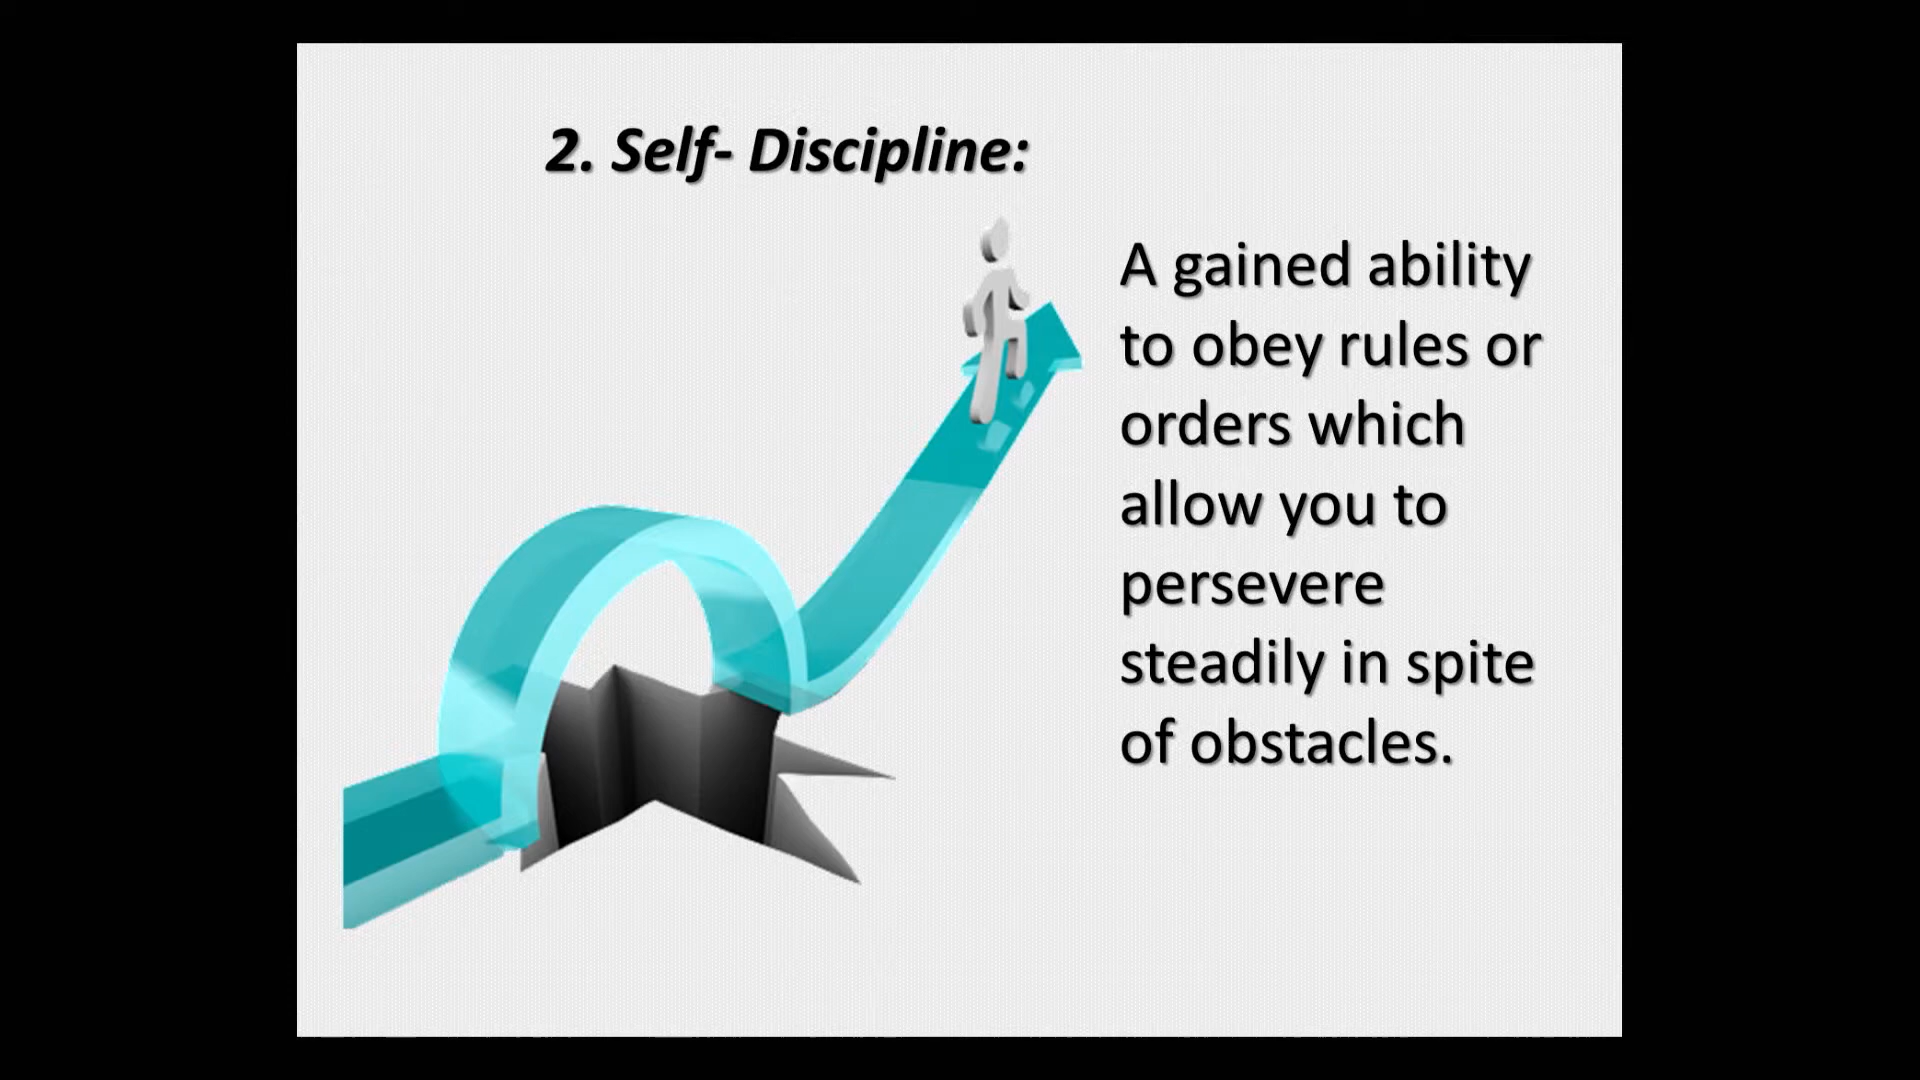 2. Self- Discipline:
A gained ability
to obey rules or
orders which
allow you to
persevere
steadily in spite
of obstacles.